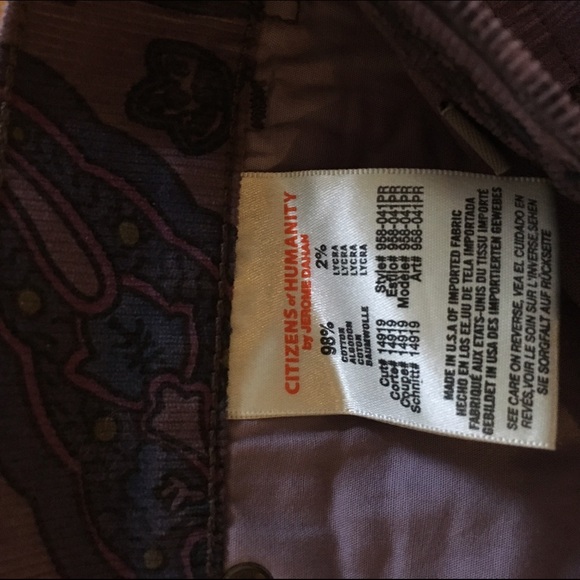 CITIZENS of HUMANITY
by JEROME DAHAN
98% 2%
COTTON LYCRA
ALGODON LYCRA
COTON LYCRA
BAUMWOLLE LYCRA
Cut# 14919 Style# 958-041PR
Corte# 14919 Estilo# 958-041PR
Coupe# 14919 Modele# 958-041PR
Schnitt# 14919 Art# 958-041PR
MADE IN U.S.A OF IMPORTED FABRIC
HECHO EN LOS EE.UU DE TELA IMPORTADA
FABRIQUÉ AUX ETATS-UNIS DU TISSU IMPORTÉ
GEBILDET IN USA DES IMPORTIERTEN GEWEBES
SEE CARE ON REVERSE, VEA EL CUIDADO EN
REVÉS, VOIR LE SOIN SUR L'INVERSE, SEHEN
SIE SORGFALT AUF RÜCKSEITE